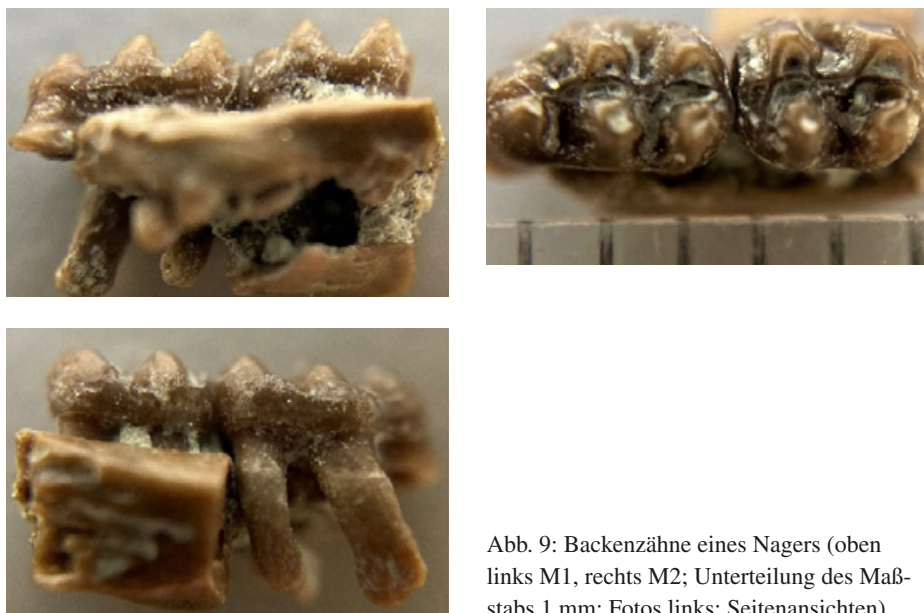 Abb. 9: Backenzähne eines Nagers (oben
links M1, rechts M2; Unterteilung des Maß-
stabs 1 mm; Fotos links: Seitenansichten)